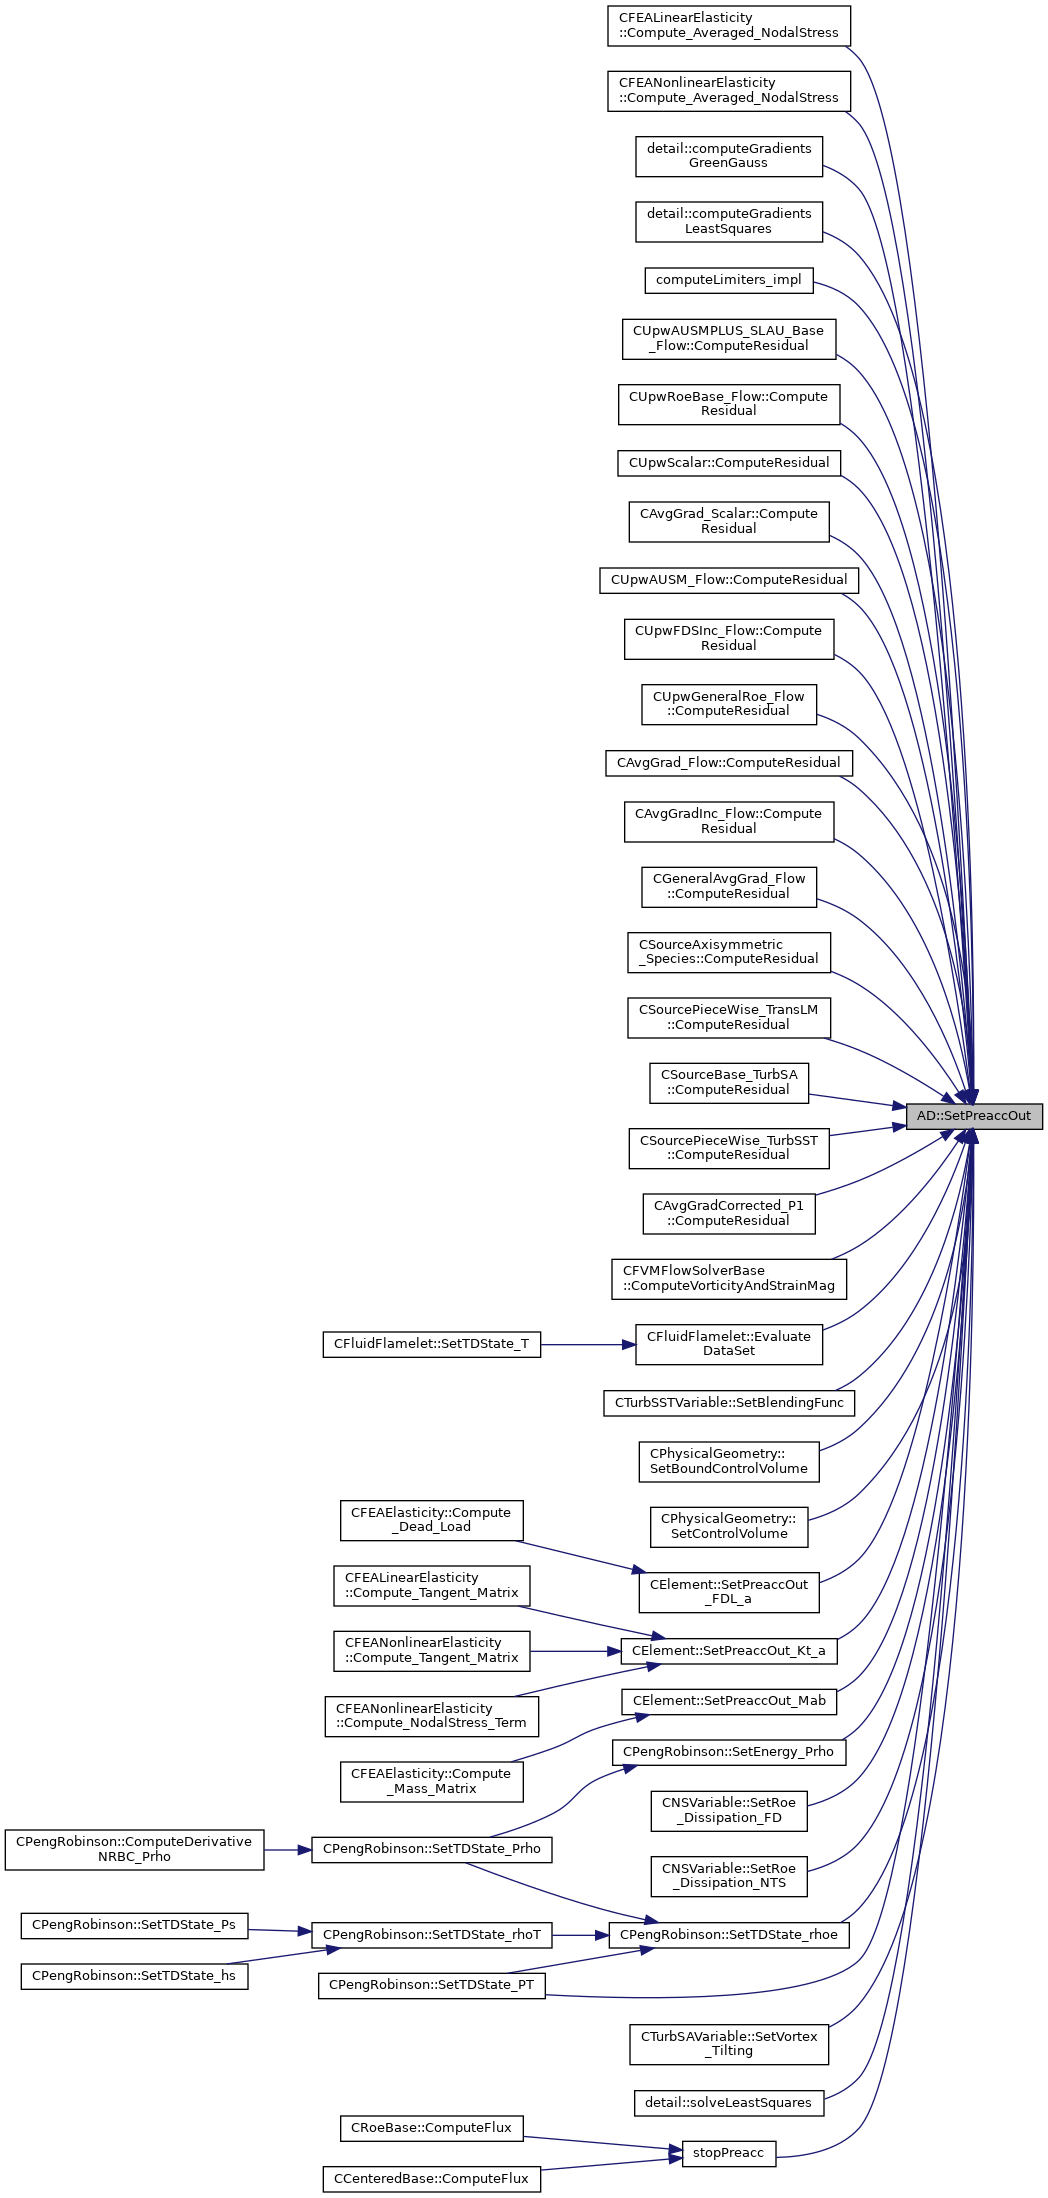 CFEALinearElasticity
::Compute_Averaged_NodalStress
CFEANonlinearElasticity
::Compute_Averaged_NodalStress
detail::computeGradients
GreenGauss
detail::computeGradients
LeastSquares
computeLimiters_impl
CUpwAUSMPLUS_SLAU_Base
_Flow::ComputeResidual
CUpwRoeBase_Flow::Compute
Residual
CUpwScalar::ComputeResidual
CAvgGrad_Scalar::Compute
Residual
CUpwAUSM_Flow::ComputeResidual
CUpwFDSInc_Flow::Compute
Residual
CUpwGeneralRoe_Flow
::ComputeResidual
CAvgGrad_Flow::ComputeResidual
CAvgGradInc_Flow::Compute
Residual
CGeneralAvgGrad_Flow
::ComputeResidual
CSourceAxisymmetric
_Species::ComputeResidual
CSourcePieceWise_TransLM
::ComputeResidual
CSourceBase_TurbSA
::ComputeResidual
AD::SetPreaccOut
CSourcePieceWise_TurbSST
::ComputeResidual
CAvgGradCorrected_P1
::ComputeResidual
CFVMFlowSolverBase
::ComputeVorticityAndStrainMag
CFluidFlamelet::SetTDState_T
CFluidFlamelet::Evaluate
DataSet
CTurbSSTVariable::SetBlendingFunc
CPhysicalGeometry::
SetBoundControlVolume
CPhysicalGeometry::
SetControlVolume
CFEAElasticity::Compute
_Dead_Load
CElement::SetPreaccOut
_FDL_a
CFEALinearElasticity
::Compute_Tangent_Matrix
CFEANonlinearElasticity
::Compute_Tangent_Matrix
CElement::SetPreaccOut_Kt_a
CFEANonlinearElasticity
::Compute_NodalStress_Term
CElement::SetPreaccOut_Mab
CFEAElasticity::Compute
_Mass_Matrix
CPengRobinson::SetEnergy_Prho
CNSVariable::SetRoe
_Dissipation_FD
CPengRobinson::ComputeDerivative
NRBC_Prho
CPengRobinson::SetTDState_Prho
CNSVariable::SetRoe
_Dissipation_NTS
CPengRobinson::SetTDState_Ps
CPengRobinson::SetTDState_rhoT
CPengRobinson::SetTDState_rhoe
CPengRobinson::SetTDState_hs
CPengRobinson::SetTDState_PT
CTurbSAVariable::SetVortex
_Tilting
detail::solveLeastSquares
CRoeBase::ComputeFlux
stopPreacc
CCenteredBase::ComputeFlux